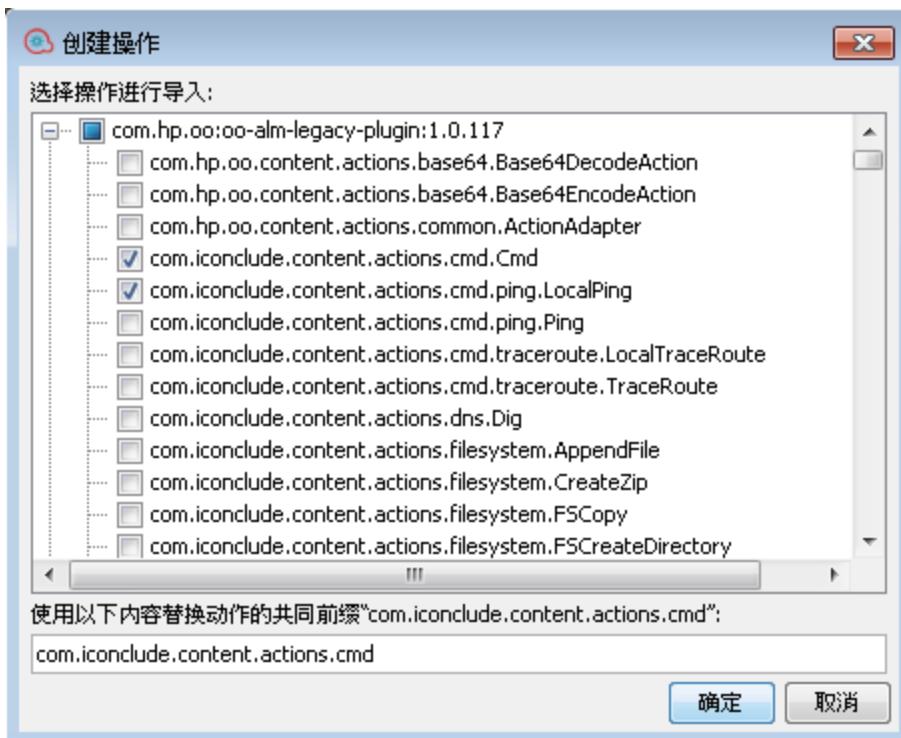 创建操作
选择操作进行导入:
com.hp.oo:oo-alm-legacy-plugin:1.0.117
com.hp.oo.content.actions.base64.Base64DecodeAction
com.hp.oo.content.actions.base64.Base64EncodeAction
com.hp.oo.content.actions.common.ActionAdapter
com.iconclude.content.actions.cmd.Cmd
com.iconclude.content.actions.cmd.ping.LocalPing
com.iconclude.content.actions.cmd.ping.Ping
com.iconclude.content.actions.cmd.traceroute.LocalTraceRoute
com.iconclude.content.actions.cmd.traceroute.TraceRoute
com.iconclude.content.actions.dns.Dig
com.iconclude.content.actions.filesystem.AppendFile
com.iconclude.content.actions.filesystem.CreateZip
com.iconclude.content.actions.filesystem.FSCopy
com.iconclude.content.actions.filesystem.FSCreateDirectory
使用以下内容替换动作的共同前缀"com.iconclude.content.actions.cmd":
com.iconclude.content.actions.cmd
确定 取消